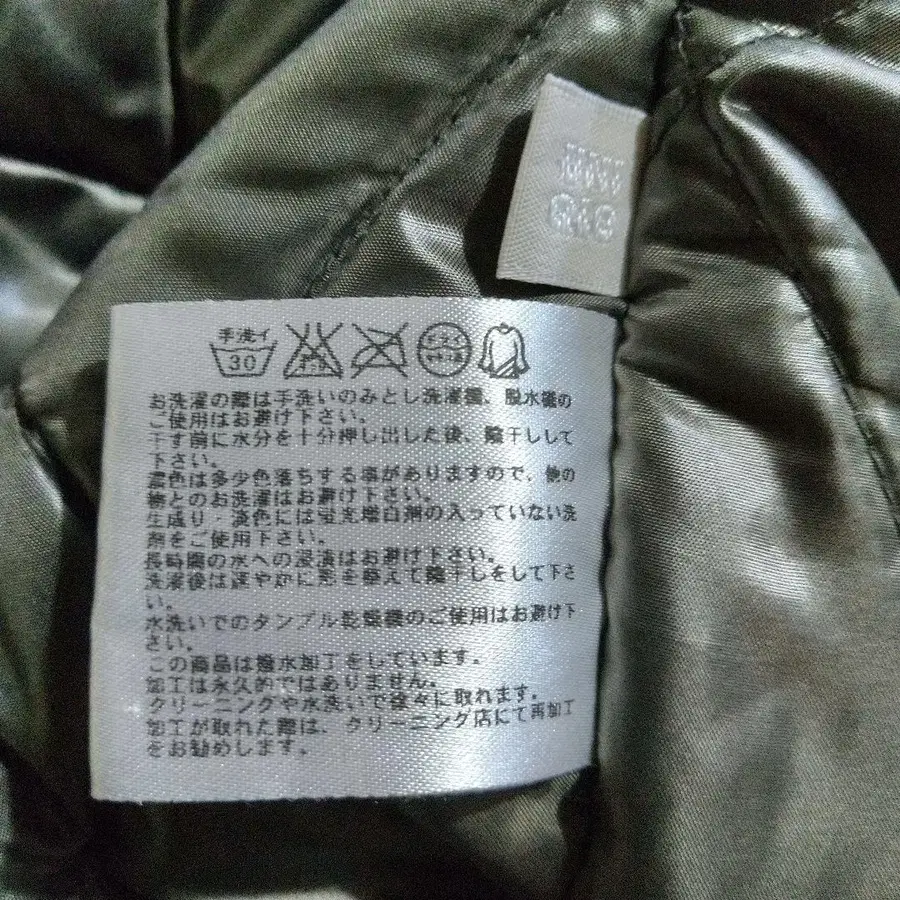 手洗イ
30
お洗濯の際は手洗いのみとし洗濯機、脱水機の
ご使用はお避け下さい。
干す前に水分を十分押し出した後、陰干しして
下さい。
濃色は多少色落ちする事がありますので、他の
物とのお洗濯はお避け下さい。
生成り・淡色には蛍光増白剤の入っていない洗
剤をご使用下さい。
長時間の水への浸漬はお避け下さい。
洗濯後は速やかに形を整えて陰干しをして下さ
い。
水洗いでのタンブル乾燥機のご使用はお避け下
さい。
この商品は撥水加工をしています。
加工は永久的ではありません。
クリーニングや水洗いで徐々に取れます。
加工が取れた際は、クリーニング店にて再加工
をお勧めします。